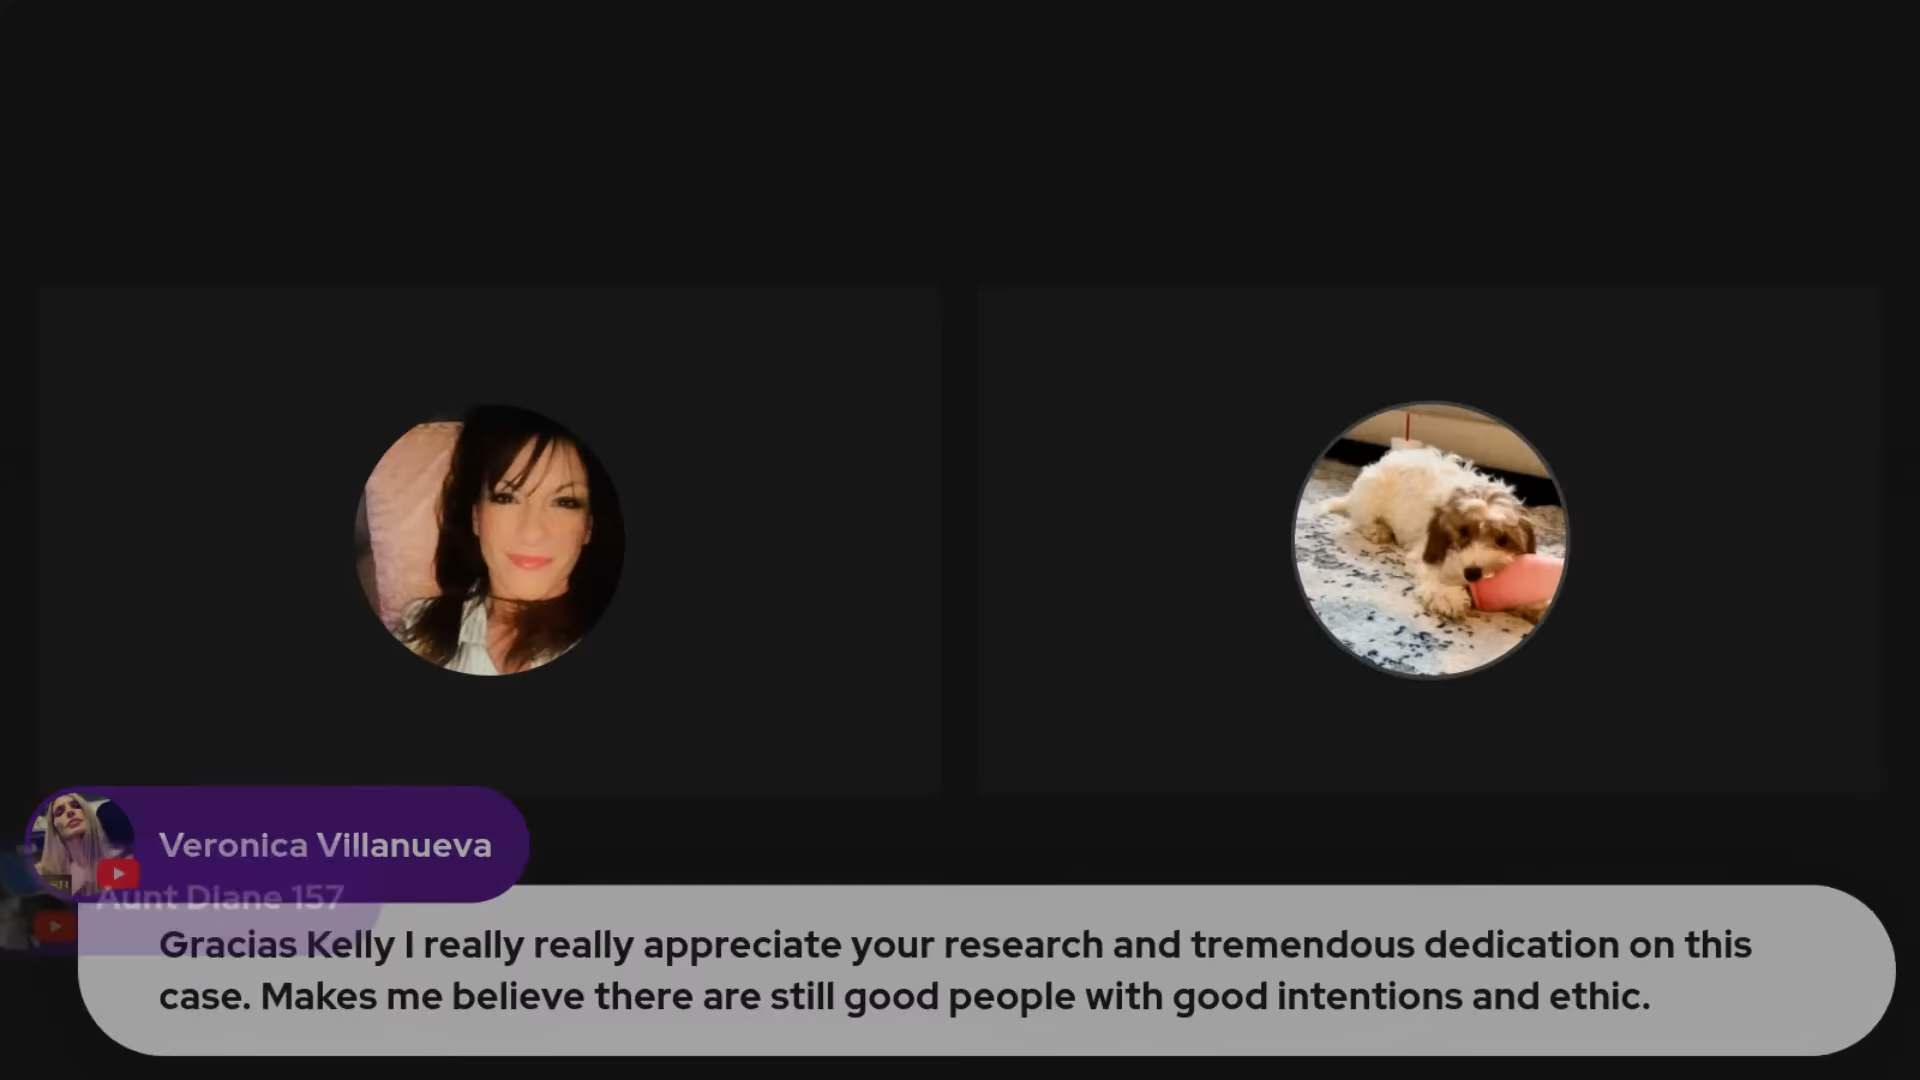 Veronica Villanueva
Aunt Diane 157
Gracias Kelly I really really appreciate your research and tremendous dedication on this
case. Makes me believe there are still good people with good intentions and ethic.